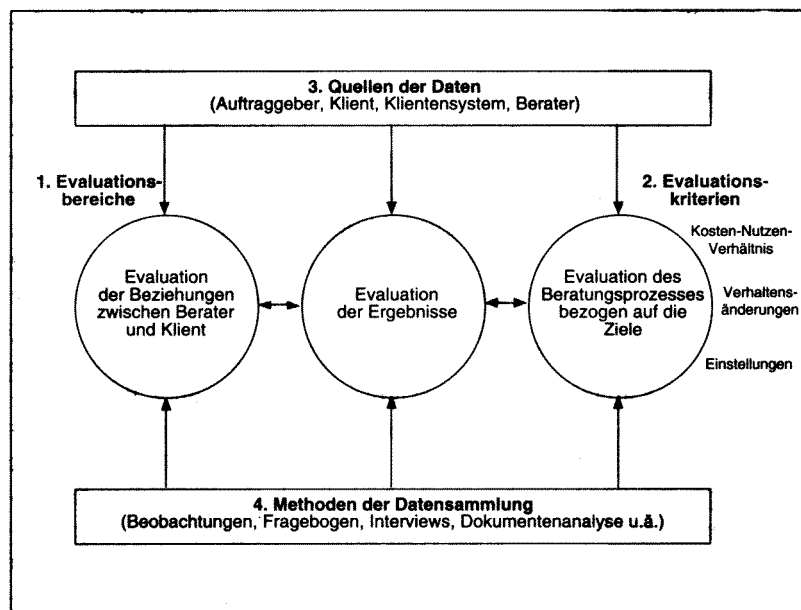 3. Quellen der Daten
(Auftraggeber, Klient, Klientensystem, Berater)
1. Evaluations-
bereiche
2. Evaluations-
kriterien
Evaluation
der Beziehungen
zwischen Berater
und Klient
Evaluation
der Ergebnisse
Evaluation des
Beratungsprozesses
bezogen auf die
Ziele
Kosten-Nutzen-
Verhältnis
Verhaltens-
änderungen
Einstellungen
4. Methoden der Datensammlung
(Beobachtungen, Fragebogen, Interviews, Dokumentenanalyse u.ä.)